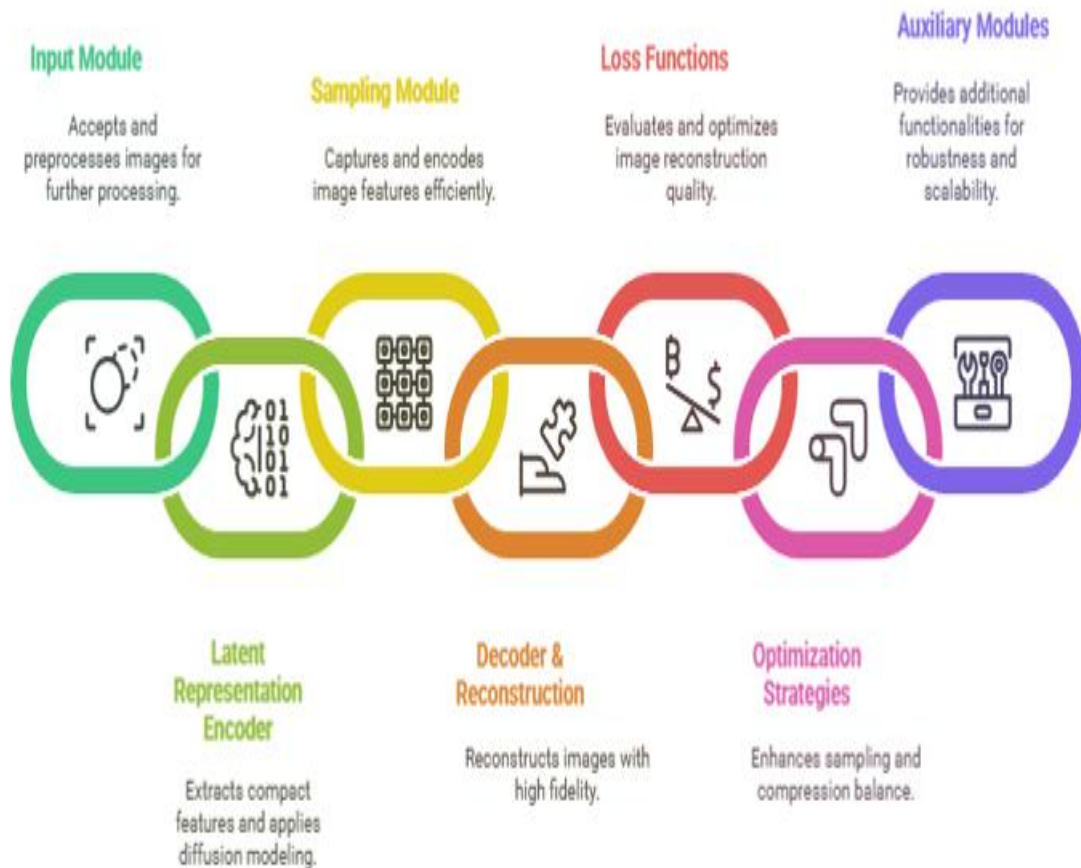 Input Module
Accepts and
preprocesses images for
further processing.
Sampling Module
Captures and encodes
image features efficiently.
Loss Functions
Evaluates and optimizes
image reconstruction
quality.
Auxiliary Modules
Provides additional
functionalities for
robustness and
scalability.
01
10
01
01
B
$
Latent
Representation
Encoder
Extracts compact
features and applies
diffusion modeling.
Decoder &
Reconstruction
Reconstructs images with
high fidelity.
Optimization
Strategies
Enhances sampling and
compression balance.